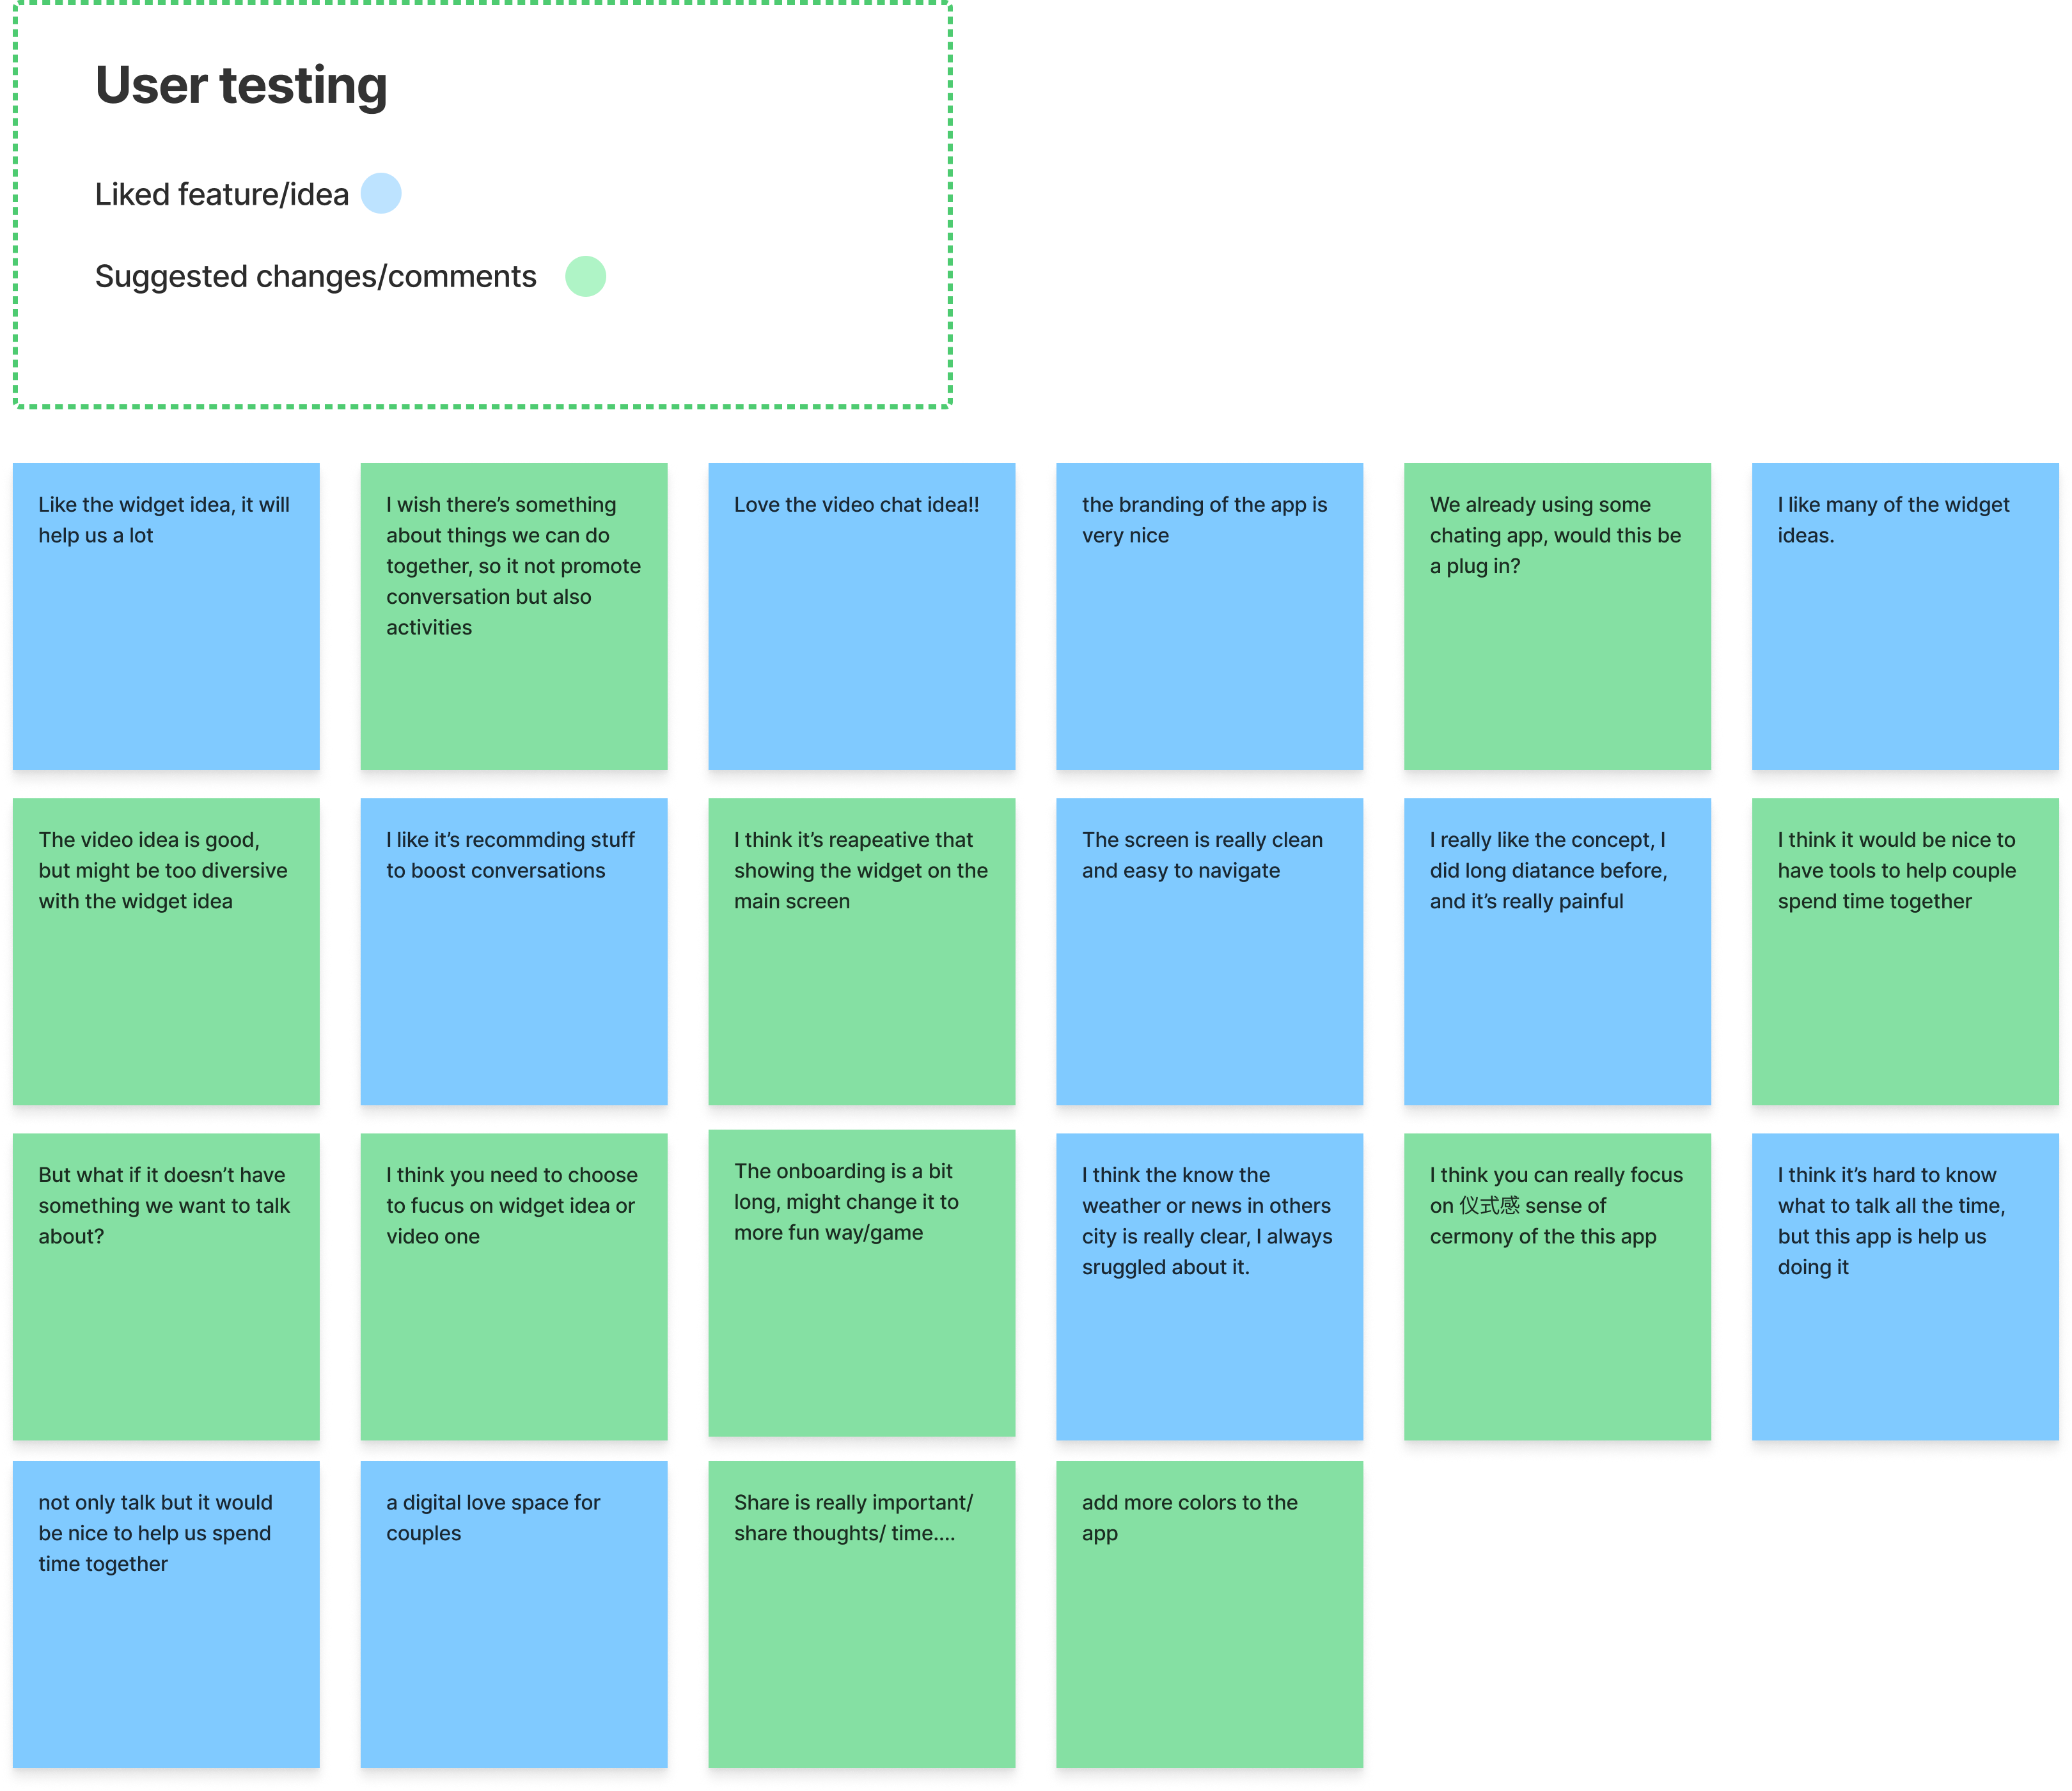 User testing
Liked feature/idea
Suggested changes/comments
Like the widget idea, it will
help us a lot
I wish there’s something
about things we can do
together, so it not promote
conversation but also
activities
Love the video chat idea!!
the branding of the app is
very nice
We already using some
chating app, would this be
a plug in?
I like many of the widget
ideas.
The video idea is good,
but might be too diversive
with the widget idea
I like it’s recommding stuff
to boost conversations
I think it’s reapeative that
showing the widget on the
main screen
The screen is really clean
and easy to navigate
I really like the concept, I
did long diatance before,
and it’s really painful
I think it would be nice to
have tools to help couple
spend time together
But what if it doesn’t have
something we want to talk
about?
I think you need to choose
to fucus on widget idea or
video one
The onboarding is a bit
long, might change it to
more fun way/game
I think the know the
weather or news in others
city is really clear, I always
sruggled about it.
I think you can really focus
on 仪式感 sense of
cermony of the this app
I think it’s hard to know
what to talk all the time,
but this app is help us
doing it
not only talk but it would
be nice to help us spend
time together
a digital love space for
couples
Share is really important/
share thoughts/ time....
add more colors to the
app